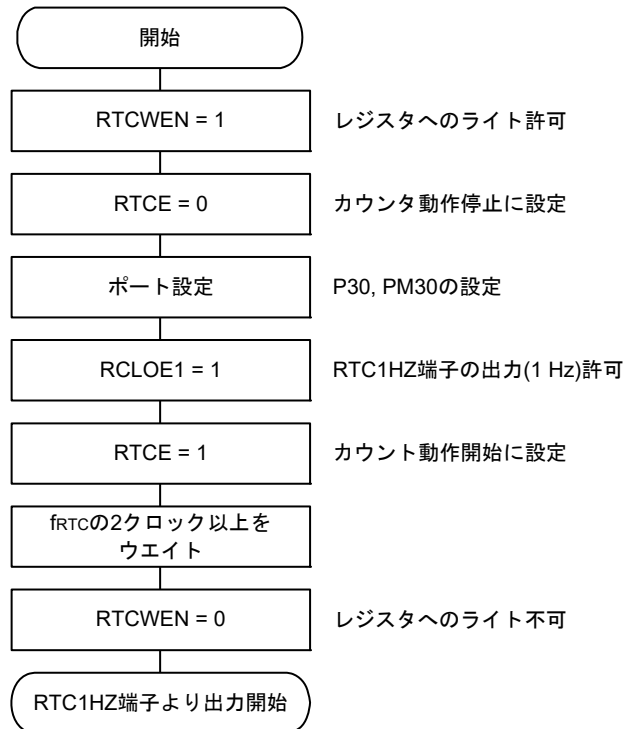 開始
RTCWEN = 1
レジスタへのライト許可
RTCE = 0
カウンタ動作停止に設定
ポート設定
P30, PM30の設定
RCLOE1 = 1
RTC1HZ端子の出力(1 Hz)許可
RTCE = 1
カウント動作開始に設定
fRTCの2クロック以上を
ウエイト
RTCWEN = 0
レジスタへのライト不可
RTC1HZ端子より出力開始